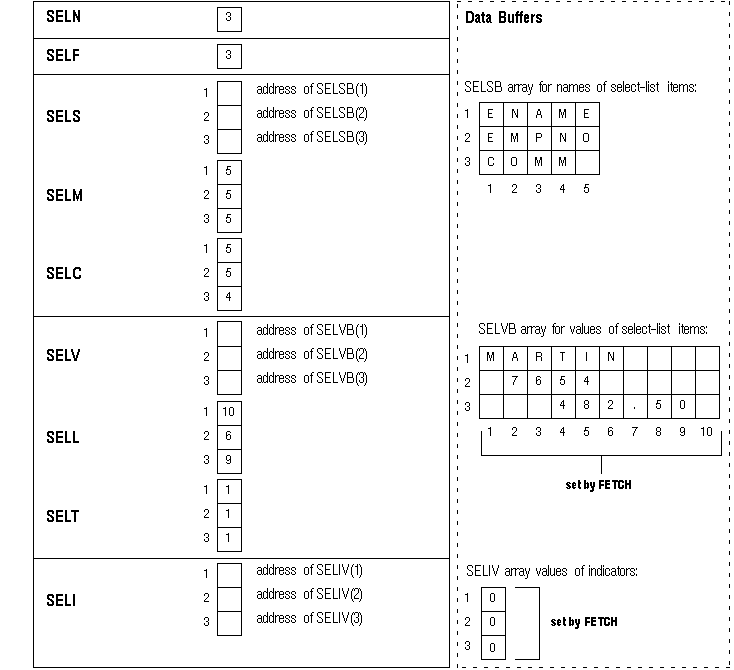 SELN 3
SELF 3
SELS
1 address of SELSB(1)
2 address of SELSB(2)
3 address of SELSB(3)
SELM
1 5
2 5
3 5
SELC
1 5
2 5
3 4
SELV
1 address of SELVB(1)
2 address of SELVB(2)
3 address of SELVB(3)
SELL
1 10
2 6
3 9
SELT
1 1
2 1
3 1
SELI
1 address of SELIV(1)
2 address of SELIV(2)
3 address of SELIV(3)
Data Buffers
SELSB array for names of select-list items:
1 E N A M E
2 E M P N O
3 C O M M
1 2 3 4 5
SELVB array for values of select-list items:
1 M A R T I N
2 7 6 5 4
3 4 8 2 . 5 0
1 2 3 4 5 6 7 8 9 10
set by FETCH
SELIV array values of indicators:
1 0
2 0
3 0
set by FETCH